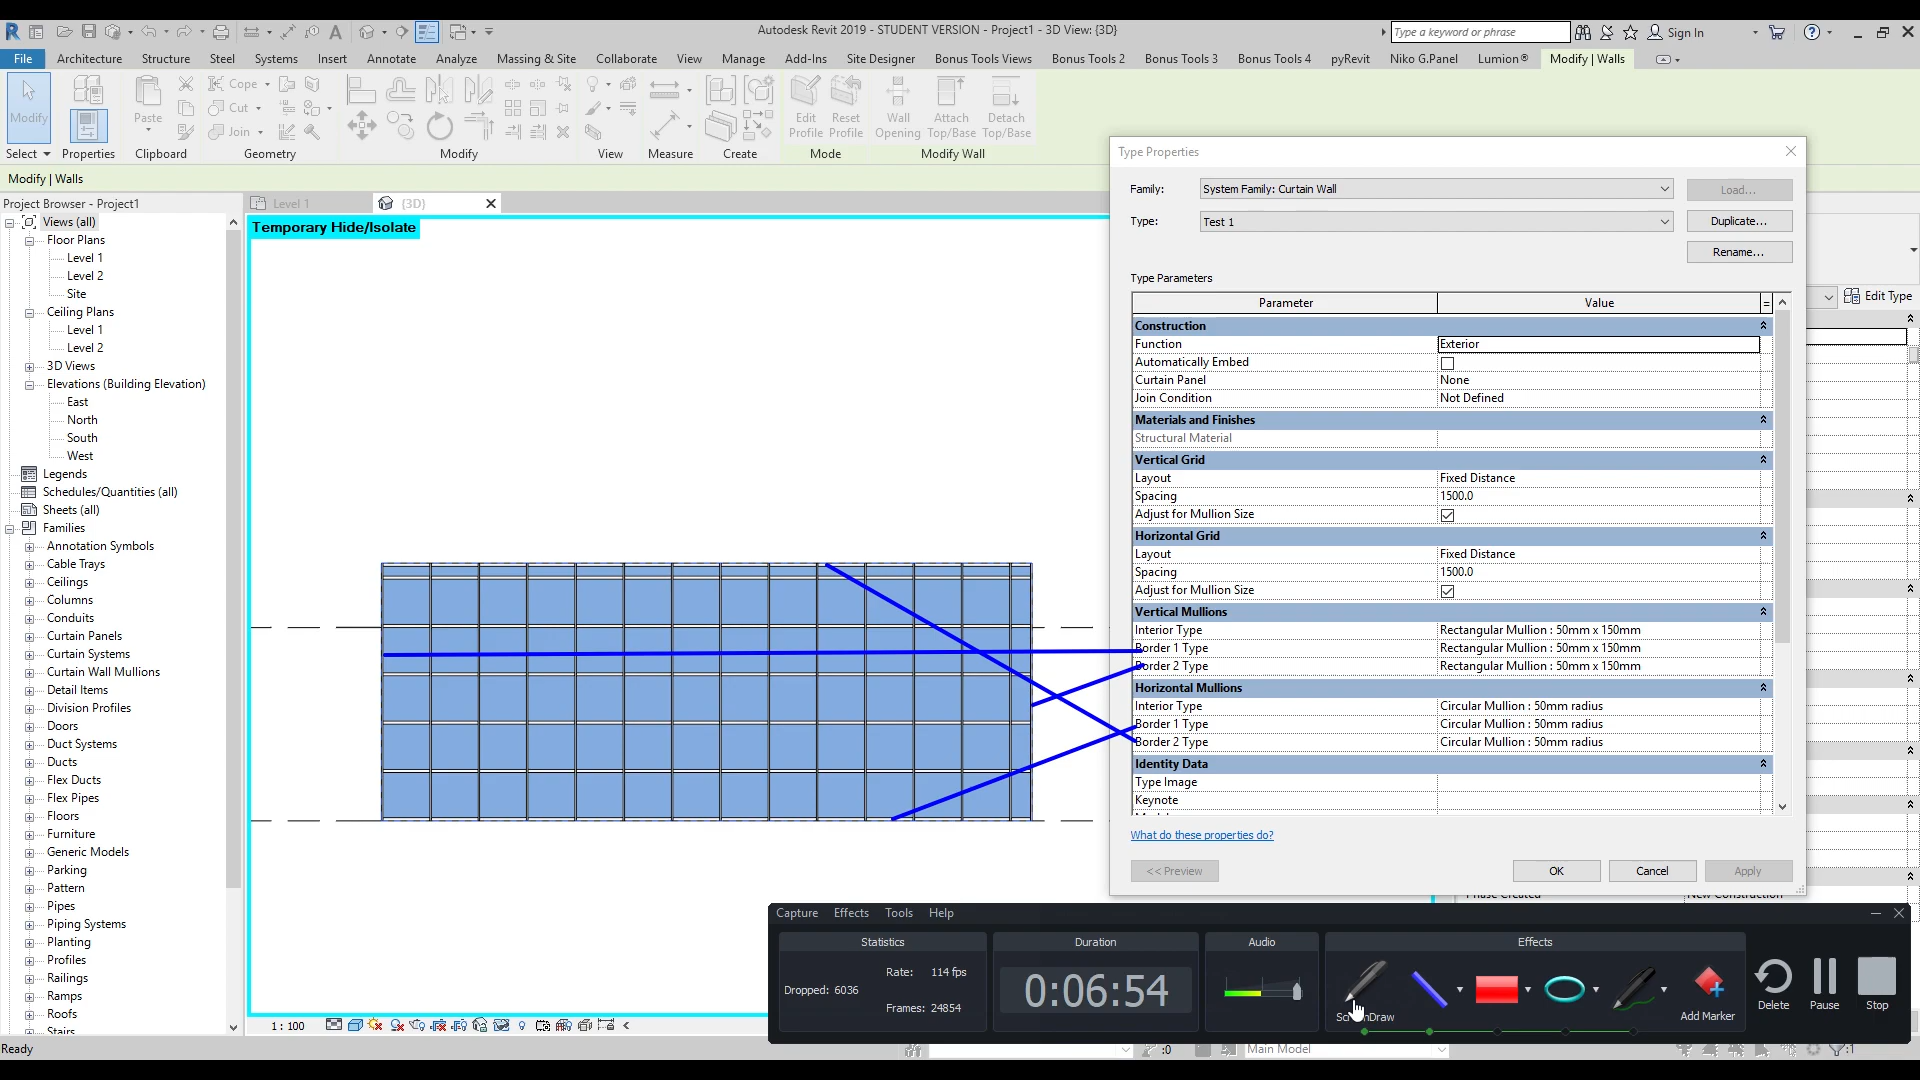 Autodesk Revit 2019 - STUDENT VERSION - Project1 - 3D View: {3D}
Type a keyword or phrase
Sign In
File Architecture Structure Steel Systems Insert Annotate Analyze Massing & Site Collaborate View Manage Add-Ins Site Designer Bonus Tools Views Bonus Tools 2 Bonus Tools 3 Bonus Tools 4 pyRevit Niko G.Panel Lumion® Modify | Walls
Modify
Paste
Cope
Cut
Join
Edit Profile
Reset Profile
Wall Opening
Attach Top/Base
Detach Top/Base
Select Properties Clipboard Geometry Modify View Measure Create Mode Modify Wall
Modify | Walls
Project Browser - Project1
Views (all)
Floor Plans
Level 1
Level 2
Site
Ceiling Plans
Level 1
Level 2
3D Views
Elevations (Building Elevation)
East
North
South
West
Legends
Schedules/Quantities (all)
Sheets (all)
Families
Annotation Symbols
Cable Trays
Ceilings
Columns
Conduits
Curtain Panels
Curtain Systems
Curtain Wall Mullions
Detail Items
Division Profiles
Doors
Duct Systems
Ducts
Flex Ducts
Flex Pipes
Floors
Furniture
Generic Models
Parking
Pattern
Pipes
Piping Systems
Planting
Profiles
Railings
Ramps
Roofs
Stairs
Level 1
{3D}
Temporary Hide/Isolate
1 : 100
Type Properties
Family: System Family: Curtain Wall Load...
Type: Test 1 Duplicate...
Rename...
Type Parameters
Parameter Value =
Construction
Function Exterior
Automatically Embed
Curtain Panel None
Join Condition Not Defined
Materials and Finishes
Structural Material
Vertical Grid
Layout Fixed Distance
Spacing 1500.0
Adjust for Mullion Size
Horizontal Grid
Layout Fixed Distance
Spacing 1500.0
Adjust for Mullion Size
Vertical Mullions
Interior Type Rectangular Mullion : 50mm x 150mm
Border 1 Type Rectangular Mullion : 50mm x 150mm
Border 2 Type Rectangular Mullion : 50mm x 150mm
Horizontal Mullions
Interior Type Circular Mullion : 50mm radius
Border 1 Type Circular Mullion : 50mm radius
Border 2 Type Circular Mullion : 50mm radius
Identity Data
Type Image
Keynote
What do these properties do?
<< Preview OK Cancel Apply
Edit Type
Phase Created New Construction
Capture Effects Tools Help
Statistics
Rate: 114 fps
Dropped: 6036
Frames: 24854
Duration
0:06:54
Audio
Effects
Add Marker
Delete Pause Stop
Ready
:0
Main Model
:1